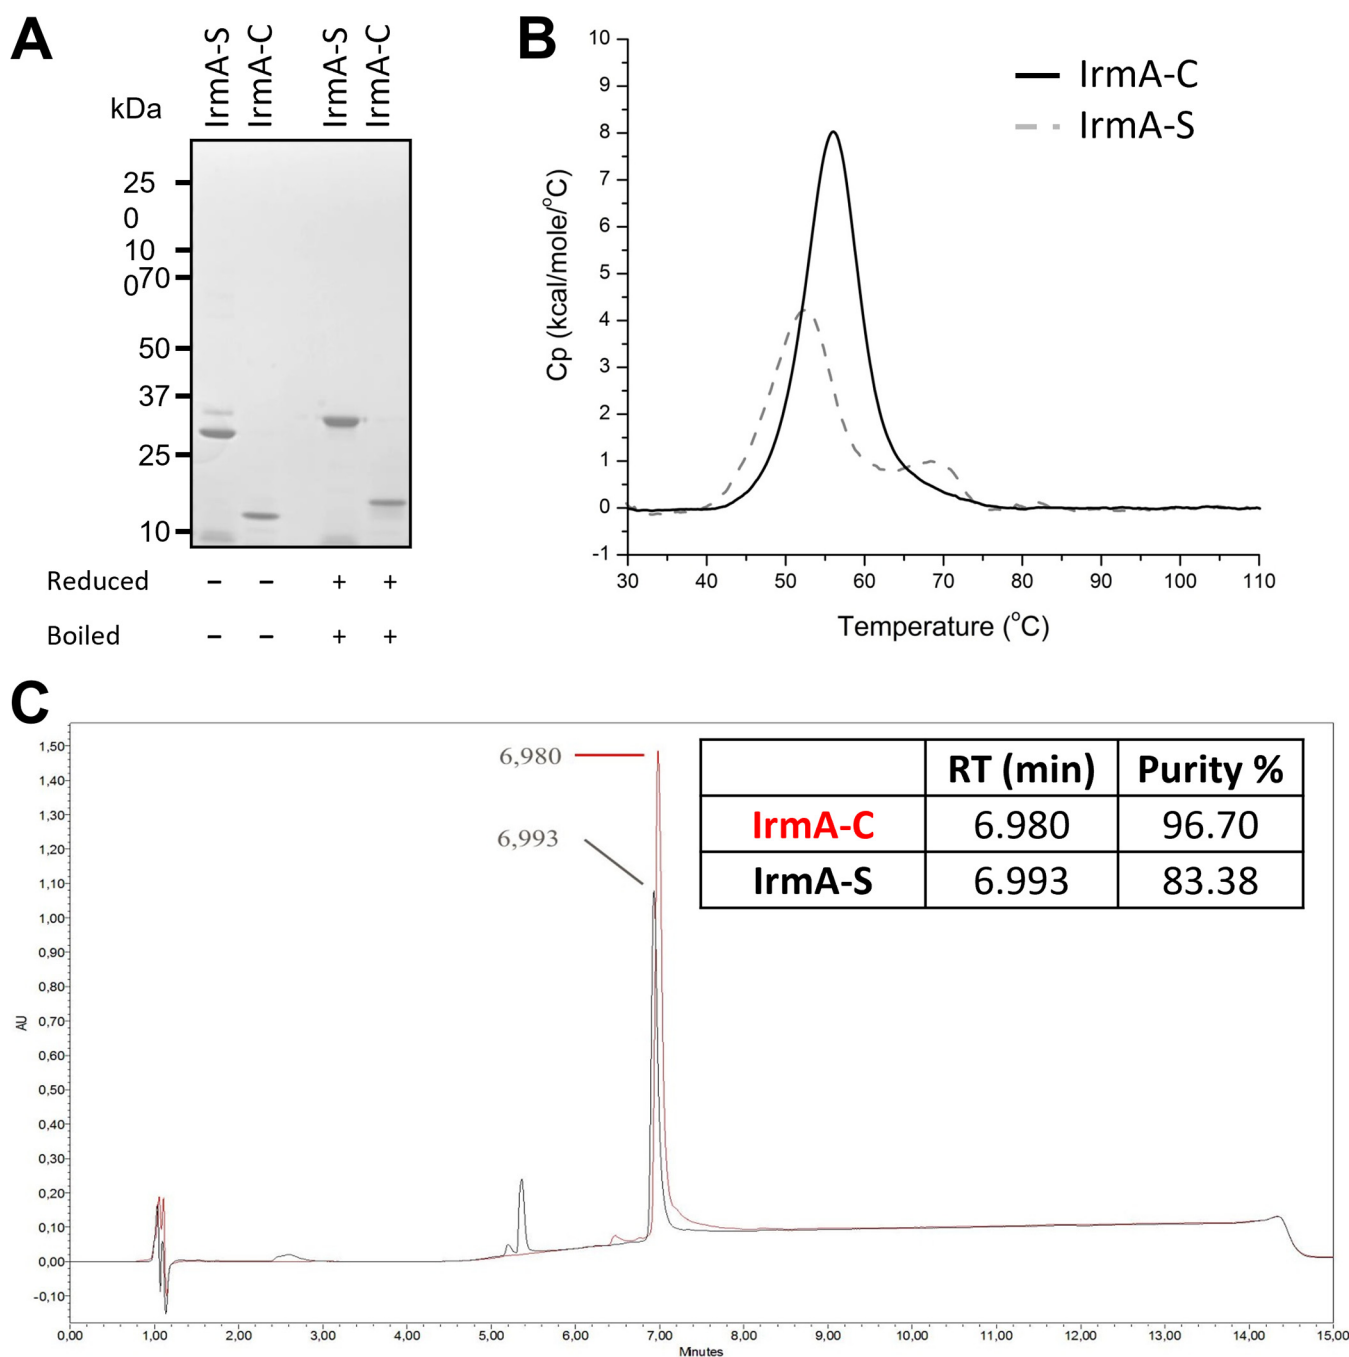 A
IrmA-S
IrmA-C
IrmA-S
IrmA-C
kDa
25
0
10
0
70
50
37
25
10
Reduced - - + +
Boiled - - + +
B
10
9
8
7
6
5
4
3
2
1
0
-1
Cp (kcal/mole/°C)
30 40 50 60 70 80 90 100 110
Temperature (°C)
IrmA-C
IrmA-S
C
1,50
1,40
1,30
1,20
1,10
1,00
0,90
0,80
0,70
0,60
0,50
0,40
0,30
0,20
0,10
0,00
-0,10
AU
6,980
6,993
RT (min) Purity %
IrmA-C 6.980 96.70
IrmA-S 6.993 83.38
0,00 1,00 2,00 3,00 4,00 5,00 6,00 7,00 8,00 9,00 10,00 11,00 12,00 13,00 14,00 15,00
Minutes